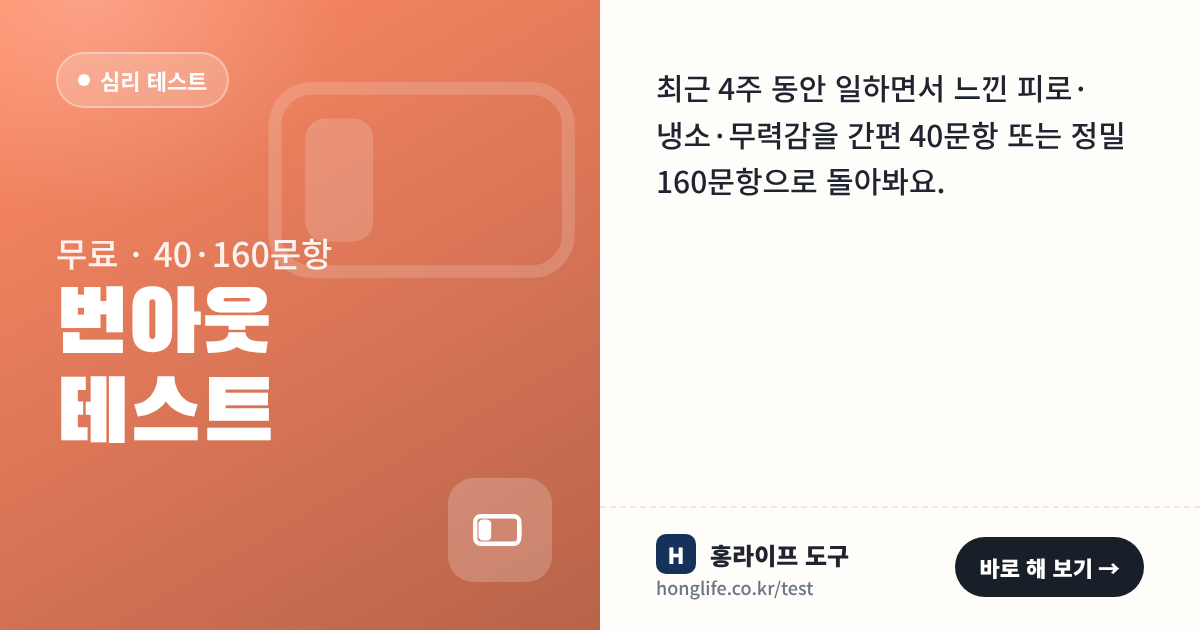 심리 테스트
무료 · 40·160문항
번아웃
테스트
최근 4주 동안 일하면서 느낀 피로·
냉소·무력감을 간편 40문항 또는 정밀
160문항으로 돌아봐요.
H 홍라이프 도구
honglife.co.kr/test
바로 해 보기 →